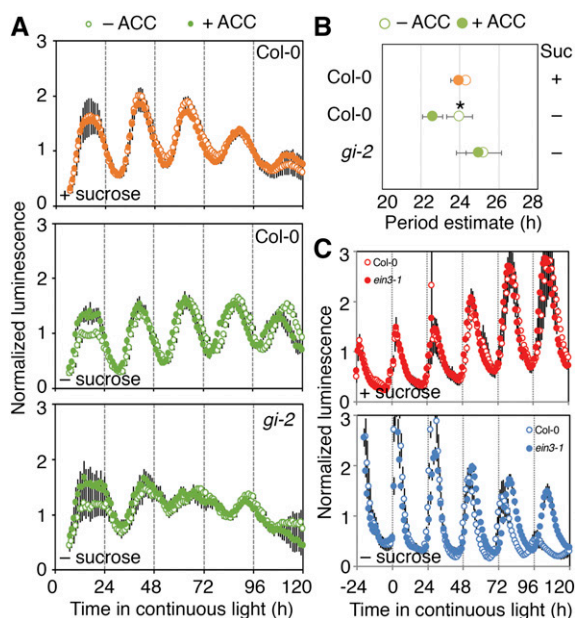 A
– ACC + ACC
Normalized luminescence
3
Col-0
2
1
0
+ sucrose
3
Col-0
2
1
0
– sucrose
3
gi-2
2
1
0
– sucrose
0 24 48 72 96 120
Time in continuous light (h)
B
– ACC + ACC
Suc
Col-0 +
*
Col-0 –
gi-2 –
20 22 24 26 28
Period estimate (h)
C
Normalized luminescence
3
Col-0
ein3-1
2
1
0
+ sucrose
3
Col-0
ein3-1
2
1
0
– sucrose
-24 0 24 48 72 96 120
Time in continuous light (h)